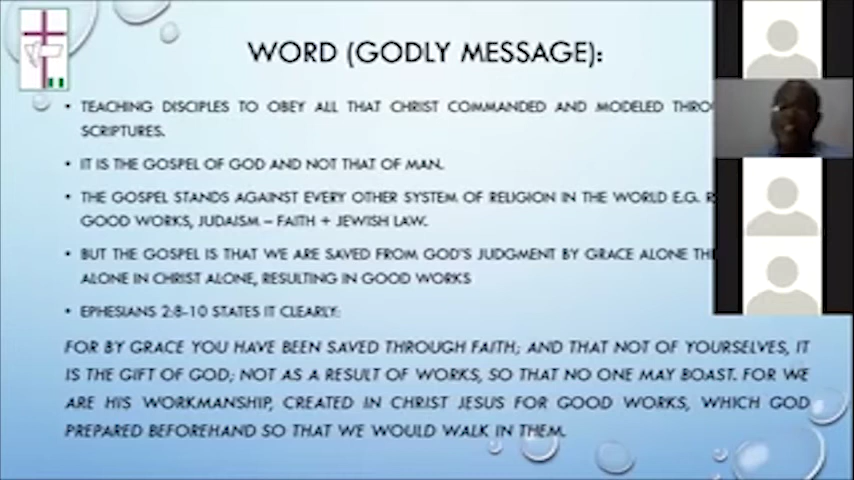 WORD (GODLY MESSAGE):
• TEACHING DISCIPLES TO OBEY ALL THAT CHRIST COMMANDED AND MODELED
SCRIPTURES.
• IT IS THE GOSPEL OF GOD AND NOT THAT OF MAN.
• THE GOSPEL STANDS AGAINST EVERY OTHER SYSTEM OF RELIGION IN THE WORLD E.G.
GOOD WORKS, JUDAISM – FAITH + JEWISH LAW.
• BUT THE GOSPEL IS THAT WE ARE SAVED FROM GOD'S JUDGMENT BY GRACE ALONE
ALONE IN CHRIST ALONE, RESULTING IN GOOD WORKS
• EPHESIANS 2:8-10 STATES IT CLEARLY:
FOR BY GRACE YOU HAVE BEEN SAVED THROUGH FAITH; AND THAT NOT OF YOURSELVES, IT
IS THE GIFT OF GOD; NOT AS A RESULT OF WORKS, SO THAT NO ONE MAY BOAST. FOR WE
ARE HIS WORKMANSHIP, CREATED IN CHRIST JESUS FOR GOOD WORKS, WHICH GOD
PREPARED BEFOREHAND SO THAT WE WOULD WALK IN THEM.